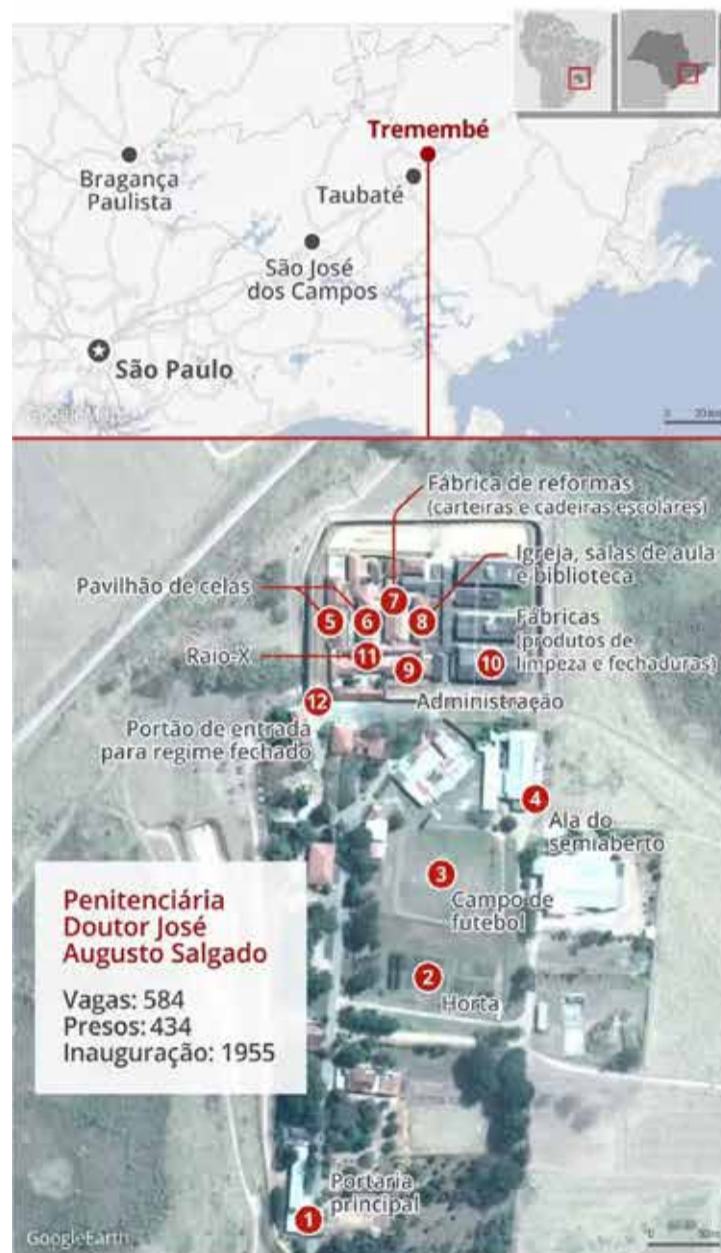 Tremembé
Bragança
Paulista
Taubaté
São José
dos Campos
São Paulo
0 20 km
Fábrica de reformas
(carteiras e cadeiras escolares)
Igreja, salas de aula
e biblioteca
Pavilhão de celas
5
6
7
8
Fábricas
(produtos de
limpeza e fechaduras)
Raio-X
11
9
10
12
Administração
Portão de entrada
para regime fechado
4
Ala do
semiaberto
3
Campo de
futebol
Penitenciária
Doutor José
Augusto Salgado
Vagas: 584
Presos: 434
Inauguração: 1955
2
Horta
Portaria
principal
1
GoogleEarth